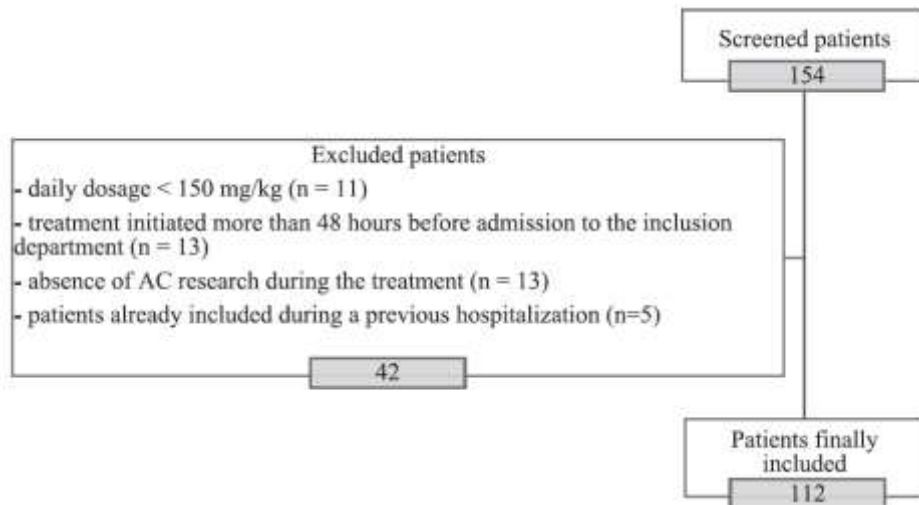 Screened patients
154
Excluded patients
- daily dosage < 150 mg/kg (n = 11)
- treatment initiated more than 48 hours before admission to the inclusion
department (n = 13)
- absence of AC research during the treatment (n = 13)
- patients already included during a previous hospitalization (n=5)
42
Patients finally
included
112